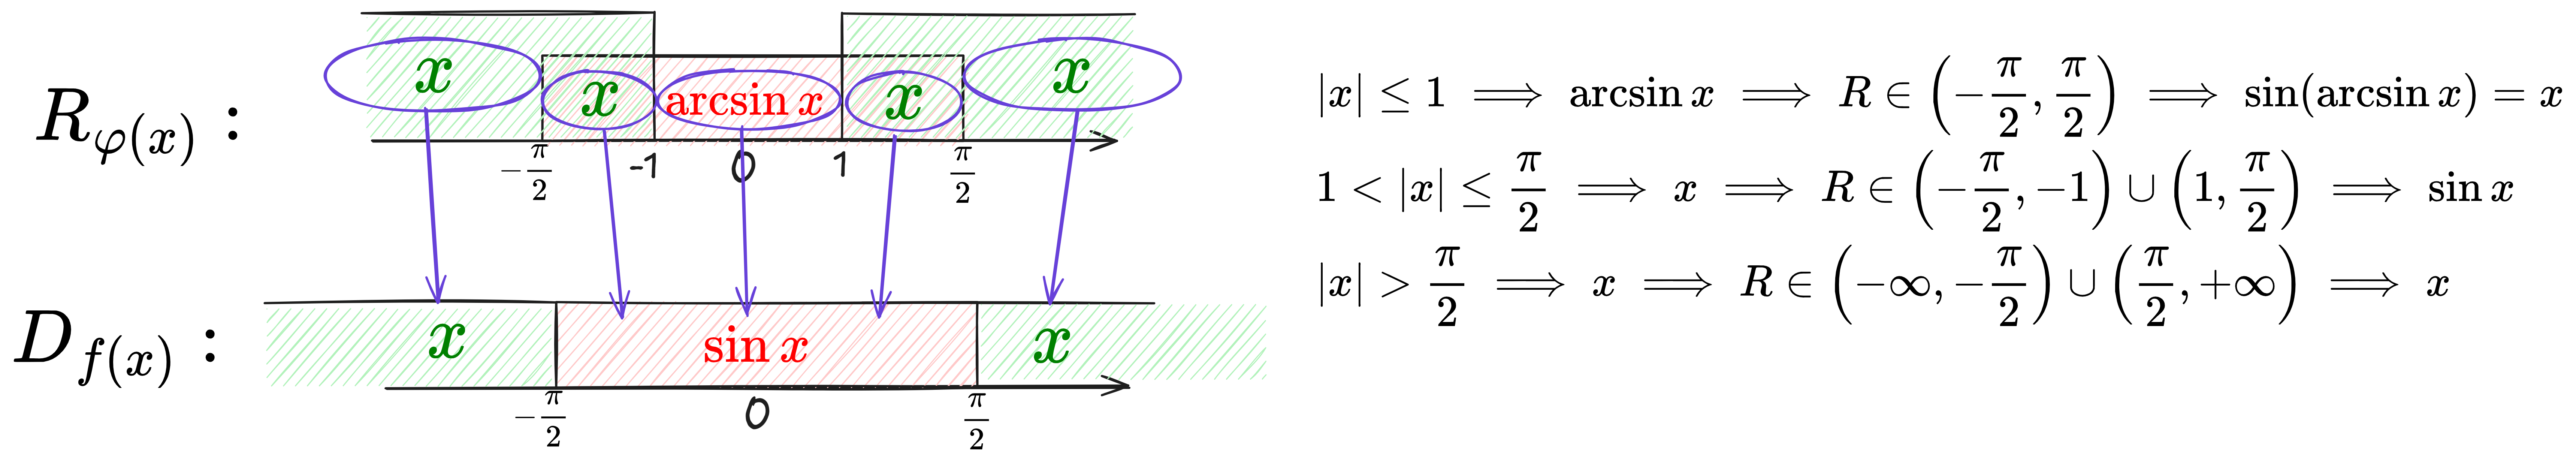 $R_{\varphi(x)}:$
$x$ $x$ $\arcsin x$ $x$ $x$
$-\frac{\pi}{2}$ -1 0 1 $\frac{\pi}{2}$
$D_{f(x)}:$
$x$ $\sin x$ $x$
$-\frac{\pi}{2}$ 0 $\frac{\pi}{2}$
$|x| \leq 1 \implies \arcsin x \implies R \in \left(-\frac{\pi}{2}, \frac{\pi}{2}\right) \implies \sin(\arcsin x) = x$
$1 < |x| \leq \frac{\pi}{2} \implies x \implies R \in \left(-\frac{\pi}{2}, -1\right) \cup \left(1, \frac{\pi}{2}\right) \implies \sin x$
$|x| > \frac{\pi}{2} \implies x \implies R \in \left(-\infty, -\frac{\pi}{2}\right) \cup \left(\frac{\pi}{2}, +\infty\right) \implies x$